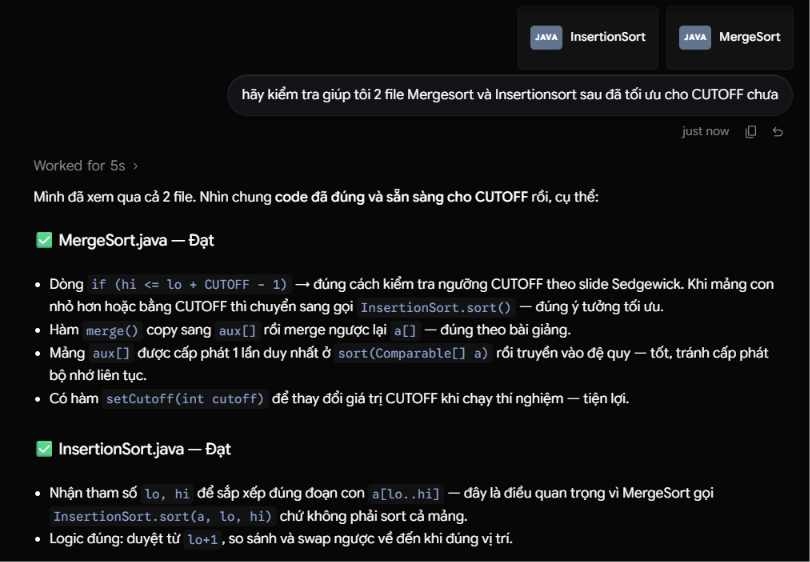 JAVA InsertionSort JAVA MergeSort
hãy kiểm tra giúp tôi 2 file Mergesort và Insertionsort sau đã tối ưu cho CUTOFF chưa
just now
Worked for 5s >
Mình đã xem qua cả 2 file. Nhìn chung code đã đúng và sẵn sàng cho CUTOFF rồi, cụ thể:
✅ MergeSort.java — Đạt
• Dòng if (hi <= lo + CUTOFF - 1) → đúng cách kiểm tra ngưỡng CUTOFF theo slide Sedgewick. Khi mảng con
nhỏ hơn hoặc bằng CUTOFF thì chuyển sang gọi InsertionSort.sort() — đúng ý tưởng tối ưu.
• Hàm merge() copy sang aux[] rồi merge ngược lại a[] — đúng theo bài giảng.
• Mảng aux[] được cấp phát 1 lần duy nhất ở sort(Comparable[] a) rồi truyền vào đệ quy — tốt, tránh cấp phát
bộ nhớ liên tục.
• Có hàm setCutoff(int cutoff) để thay đổi giá trị CUTOFF khi chạy thí nghiệm — tiện lợi.
✅ InsertionSort.java — Đạt
• Nhận tham số lo, hi để sắp xếp đúng đoạn con a[lo..hi] — đây là điều quan trọng vì MergeSort gọi
InsertionSort.sort(a, lo, hi) chứ không phải sort cả mảng.
• Logic đúng: duyệt từ lo+1, so sánh và swap ngược về đến khi đúng vị trí.